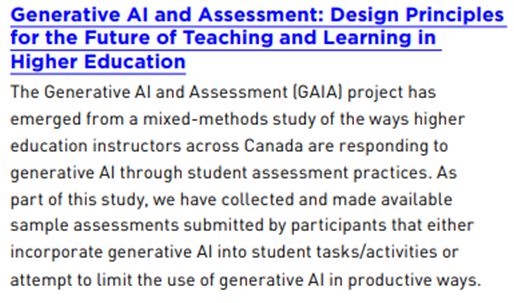 Generative AI and Assessment: Design Principles
for the Future of Teaching and Learning in
Higher Education
The Generative AI and Assessment (GAIA) project has
emerged from a mixed-methods study of the ways higher
education instructors across Canada are responding to
generative AI through student assessment practices. As
part of this study, we have collected and made available
sample assessments submitted by participants that either
incorporate generative AI into student tasks/activities or
attempt to limit the use of generative AI in productive ways.